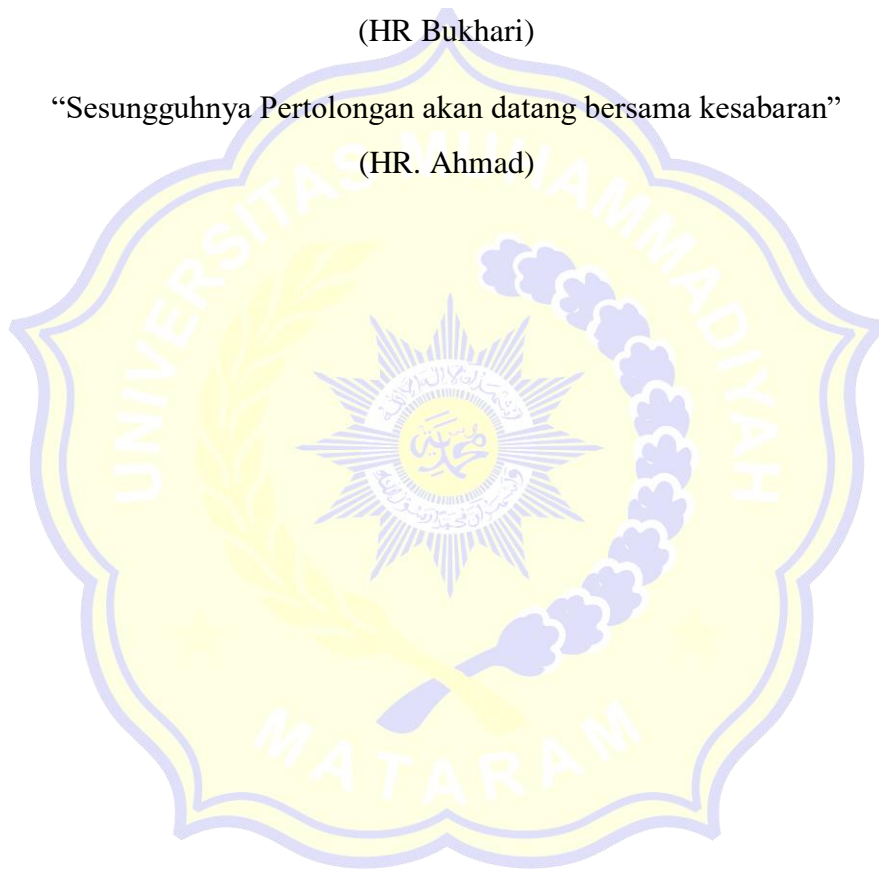 (HR Bukhari)
“Sesungguhnya Pertolongan akan datang bersama kesabaran”
(HR. Ahmad)
UNIVERSITAS MUHAMMADIYAH
MATARAM